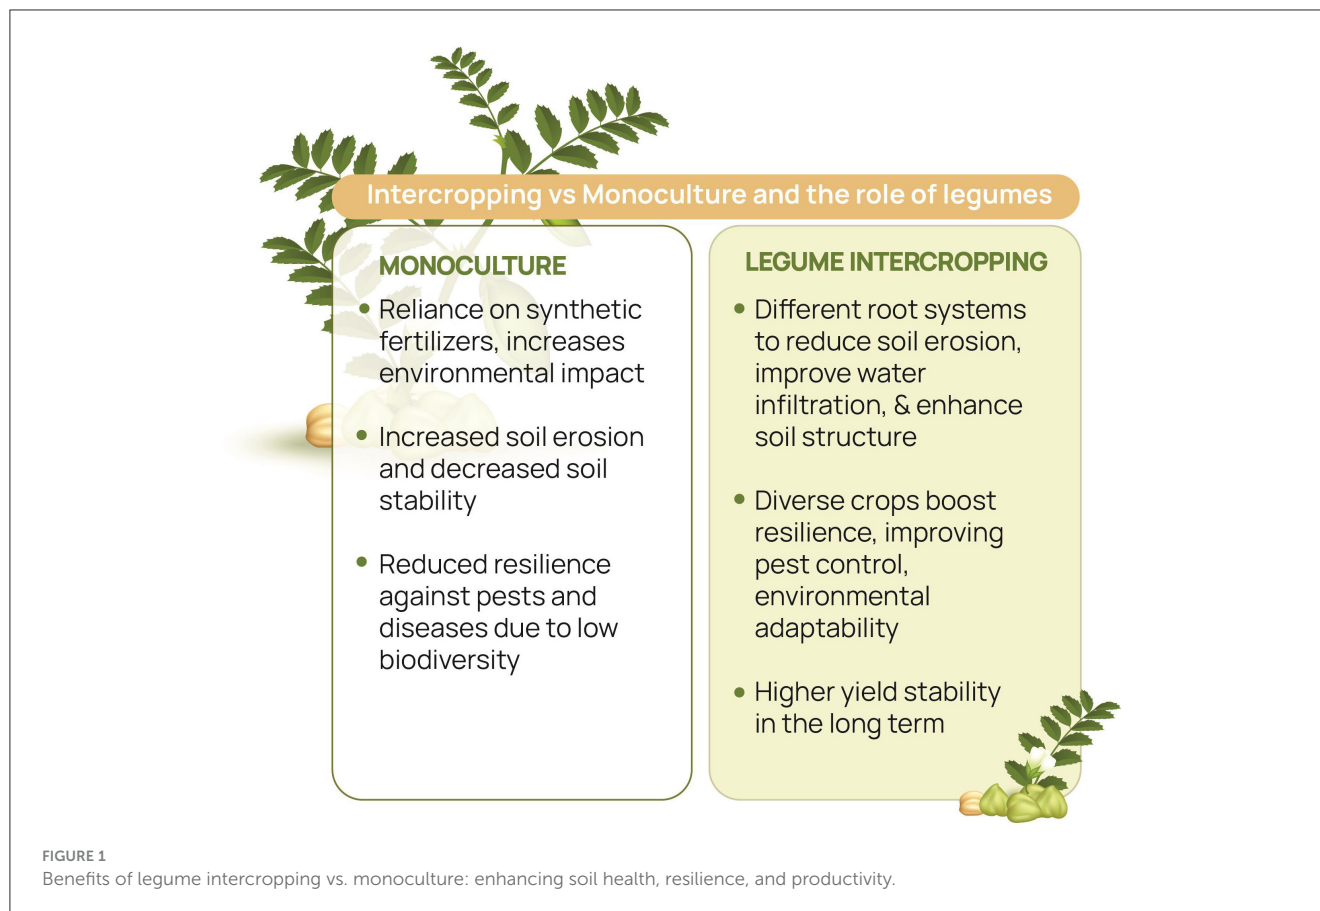 Intercropping vs Monoculture and the role of legumes
MONOCULTURE
• Reliance on synthetic
fertilizers, increases
environmental impact
• Increased soil erosion
and decreased soil
stability
• Reduced resilience
against pests and
diseases due to low
biodiversity
LEGUME INTERCROPPING
• Different root systems
to reduce soil erosion,
improve water
infiltration, & enhance
soil structure
• Diverse crops boost
resilience, improving
pest control,
environmental
adaptability
• Higher yield stability
in the long term
FIGURE 1
Benefits of legume intercropping vs. monoculture: enhancing soil health, resilience, and productivity.